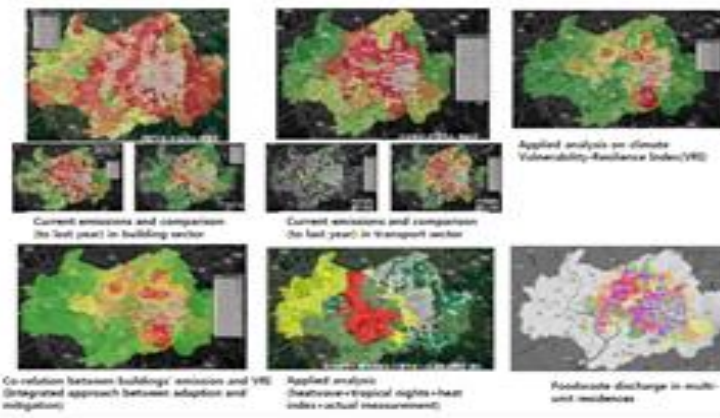 Applied analysis on climate
Vulnerability-Resilience Index(VRI)
Current emissions and comparison
(to last year) in building sector
Current emissions and comparison
(to last year) in transport sector
Co-relation between buildings' emission and VRI
(Integrated approach between adaption and
mitigation)
Applied analysis
(heatwave+tropical nights+heat
index+actual measurement)
Foodwaste discharge in multi-
unit residences